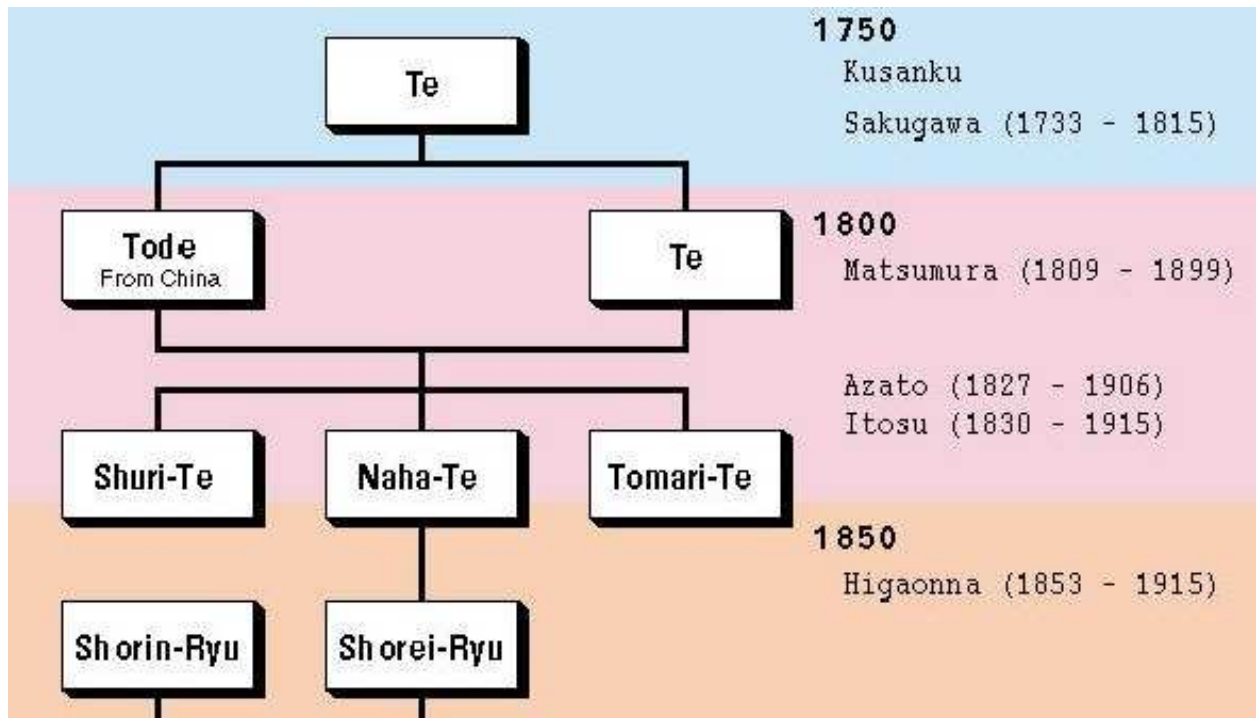 1750
Te
Kusanku
Sakugawa (1733 - 1815)
1800
Tode
From China
Te
Matsumura (1809 - 1899)
Azato (1827 - 1906)
Itosu (1830 - 1915)
Shuri-Te
Naha-Te
Tomari-Te
1850
Higaonna (1853 - 1915)
Shorin-Ryu
Shorei-Ryu